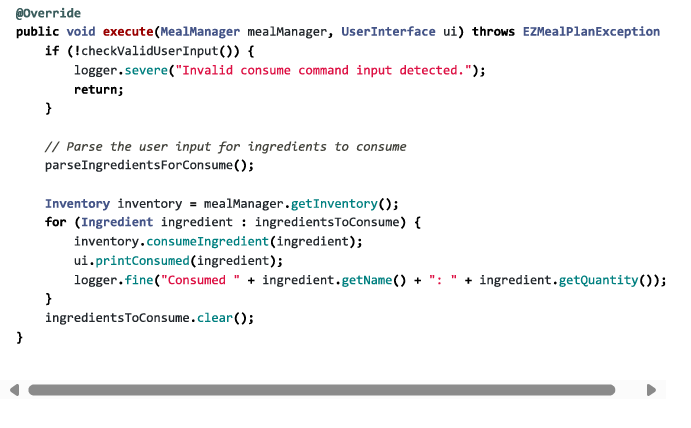 @Override
public void execute(MealManager mealManager, UserInterface ui) throws EZMealPlanException
    if (!checkValidUserInput()) {
        logger.severe("Invalid consume command input detected.");
        return;
    }

    // Parse the user input for ingredients to consume
    parseIngredientsForConsume();

    Inventory inventory = mealManager.getInventory();
    for (Ingredient ingredient : ingredientsToConsume) {
        inventory.consumeIngredient(ingredient);
        ui.printConsumed(ingredient);
        logger.fine("Consumed " + ingredient.getName() + ": " + ingredient.getQuantity());
    }
    ingredientsToConsume.clear();
}